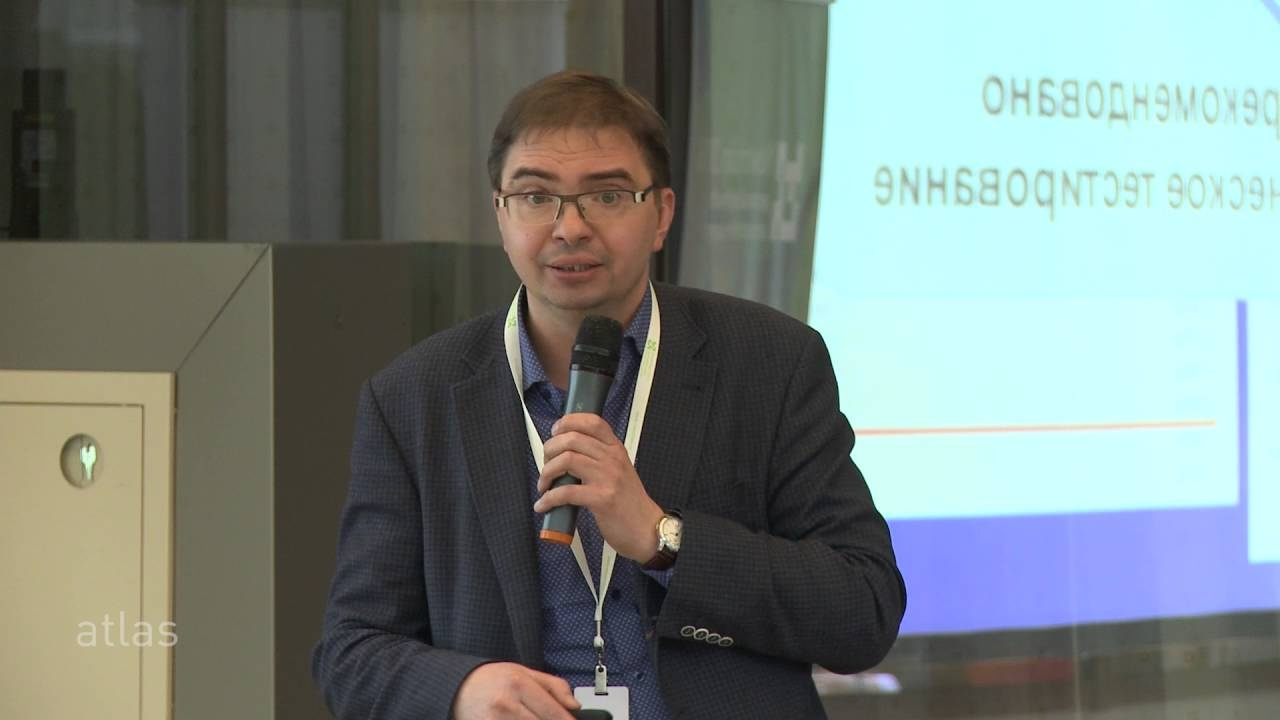 рекомендовано
ческое тестирование
atlas